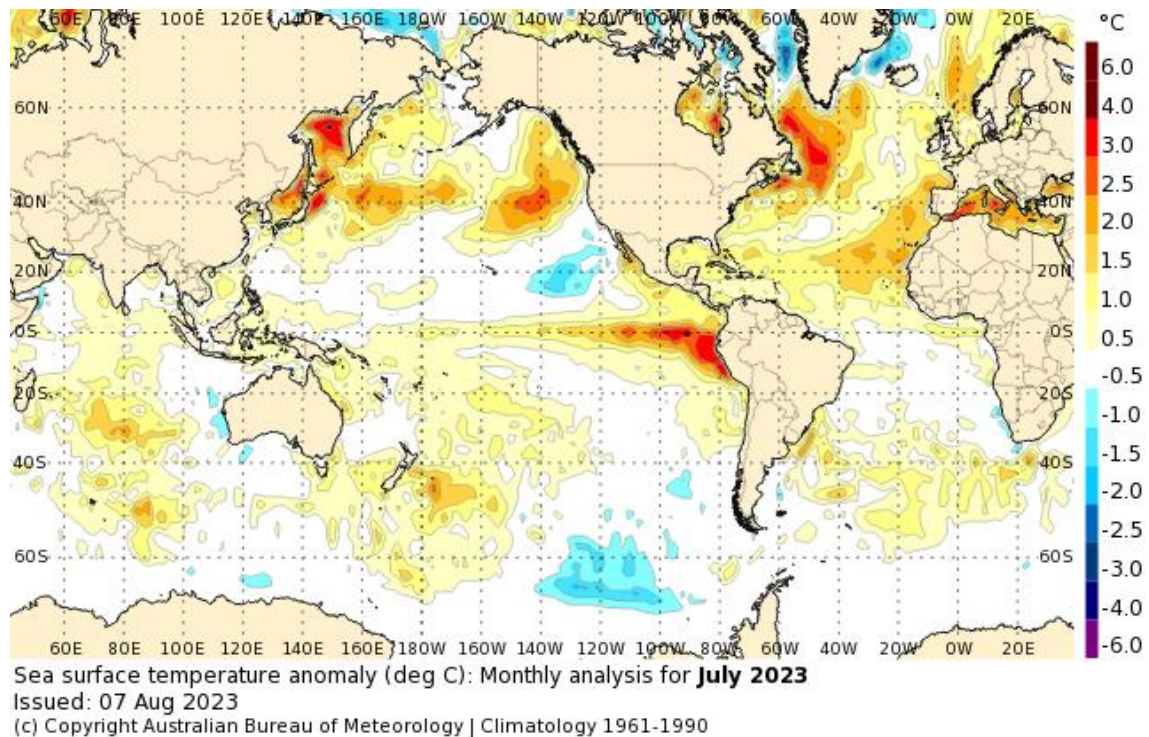 60E 80E 100E 120E 140E 160E 180W 160W 140W 120W 100W 80W 60W 40W 20W 0W 20E
°C
6.0
60N 60N
4.0
3.0
2.5
40N 40N
2.0
1.5
20N 20N
1.0
0S 0S
0.5
-0.5
20S 20S
-1.0
-1.5
40S 40S
-2.0
-2.5
60S 60S
-3.0
-4.0
-6.0
60E 80E 100E 120E 140E 160E 180W 160W 140W 120W 100W 80W 60W 40W 20W 0W 20E
Sea surface temperature anomaly (deg C): Monthly analysis for July 2023
Issued: 07 Aug 2023
(c) Copyright Australian Bureau of Meteorology | Climatology 1961-1990